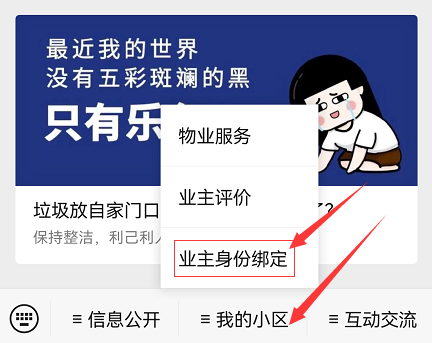 最近我的世界
没有五彩斑斓的黑
只有乐
物业服务
业主评价
业主身份绑定
垃圾放自家门口
?
保持整洁，利己利人
≡ 信息公开
≡ 我的小区
≡ 互动交流